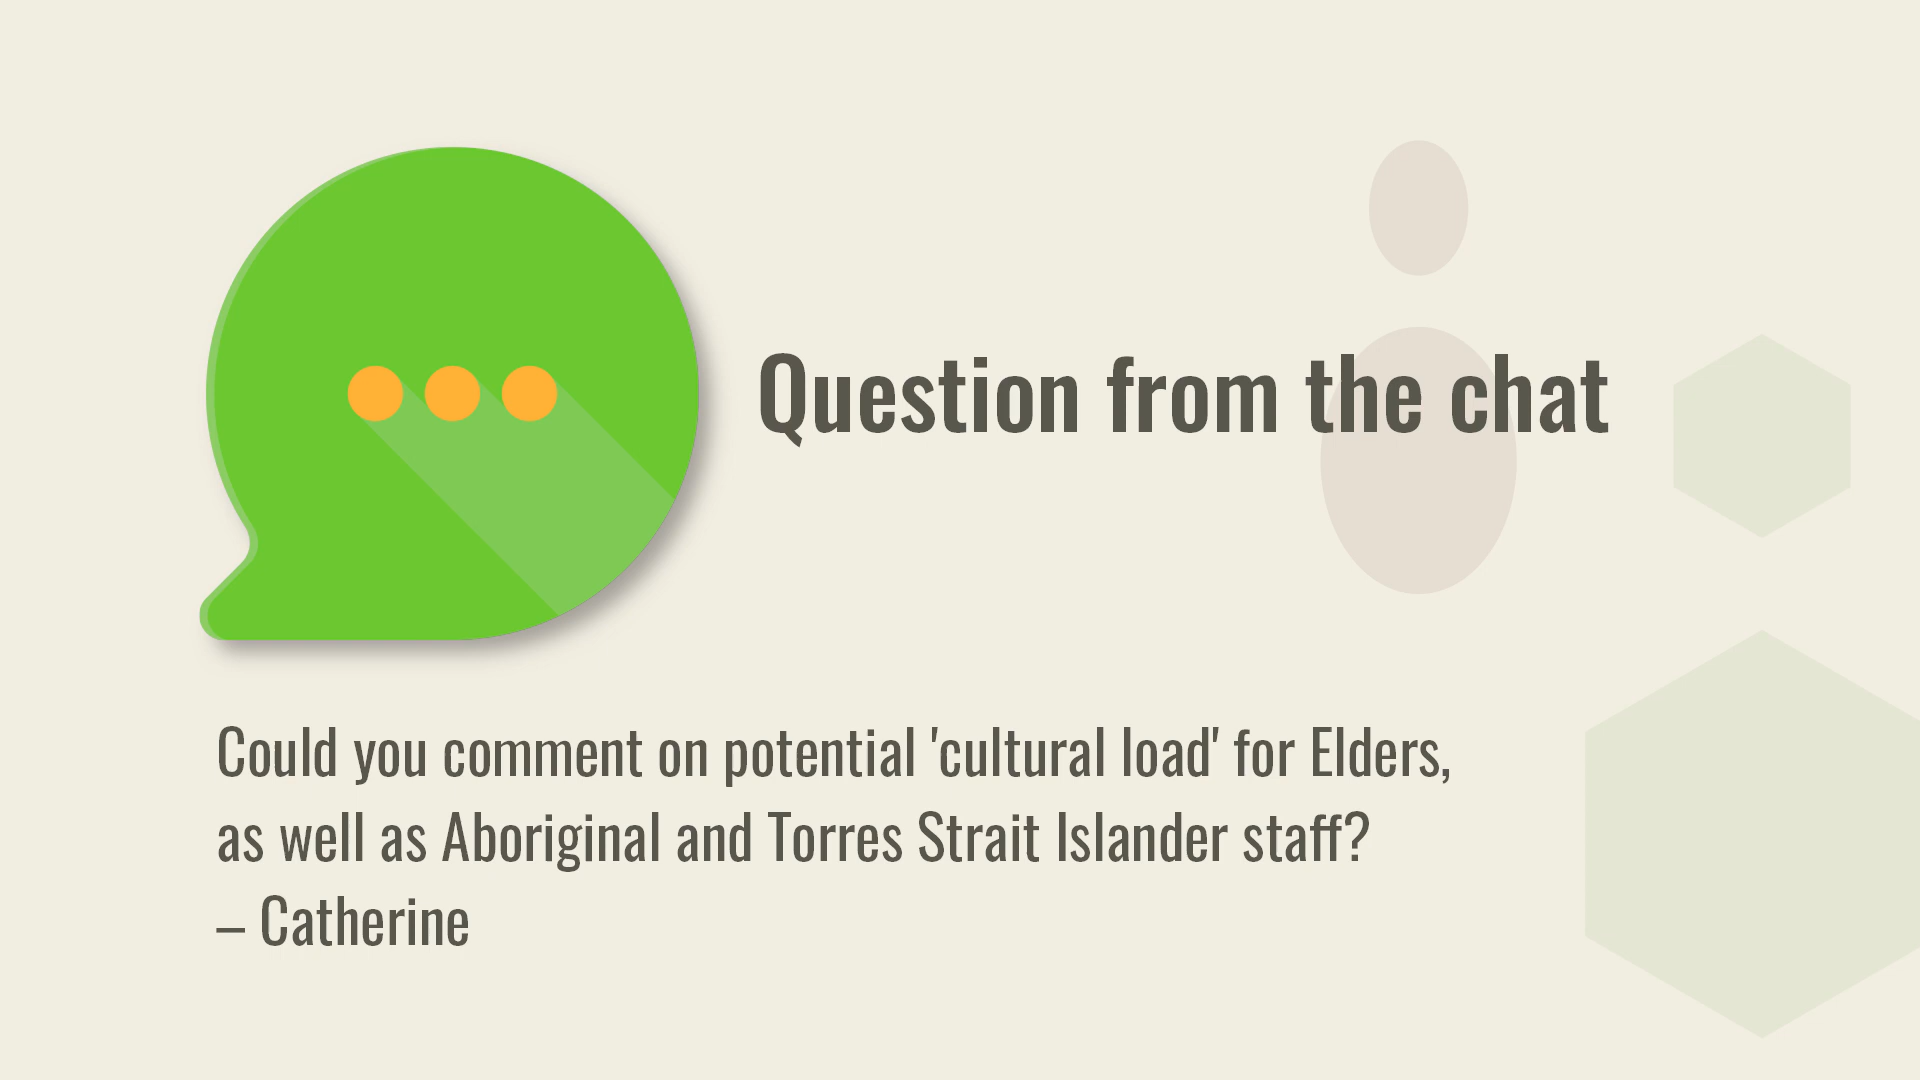 Question from the chat
Could you comment on potential 'cultural load' for Elders,
as well as Aboriginal and Torres Strait Islander staff?
– Catherine